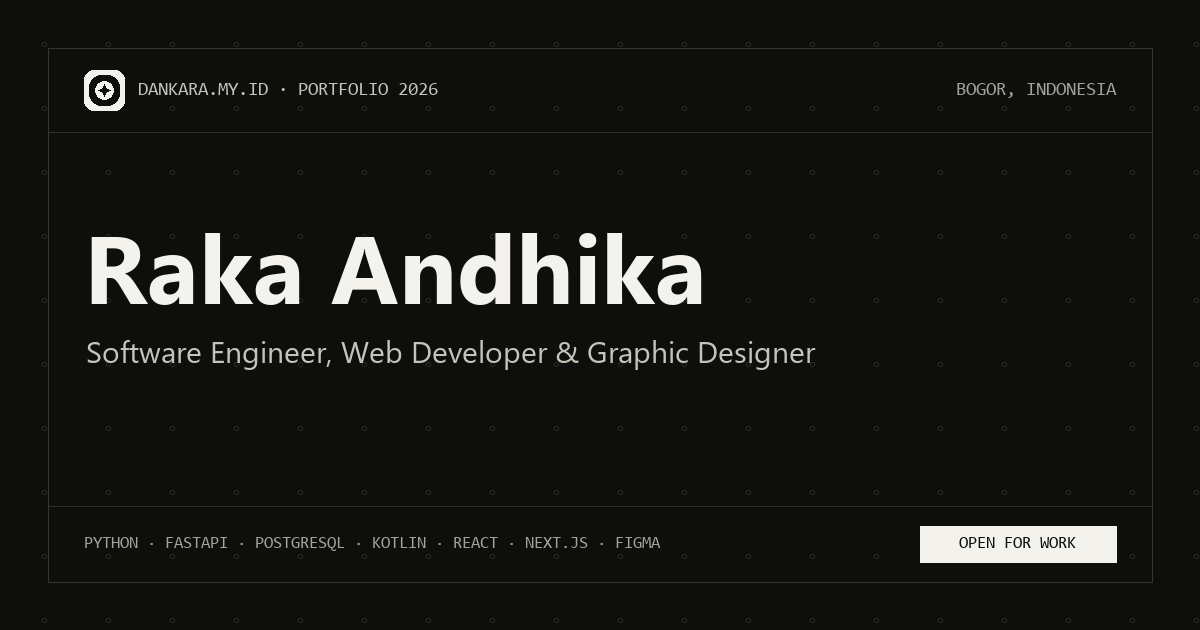 DANKARA.MY.ID · PORTFOLIO 2026
BOGOR, INDONESIA
Raka Andhika
Software Engineer, Web Developer & Graphic Designer
PYTHON · FASTAPI · POSTGRESQL · KOTLIN · REACT · NEXT.JS · FIGMA
OPEN FOR WORK